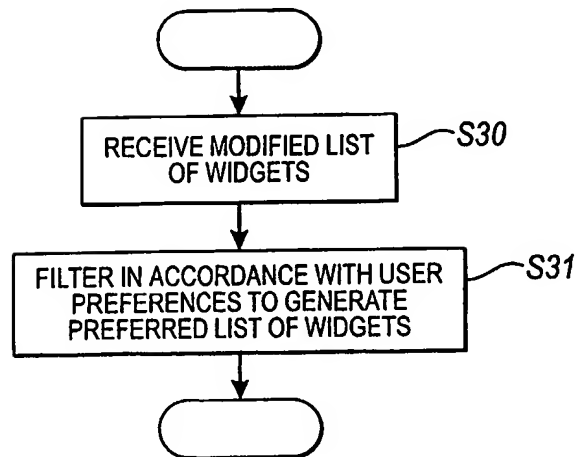 RECEIVE MODIFIED LIST
OF WIDGETS
S30
FILTER IN ACCORDANCE WITH USER
PREFERENCES TO GENERATE
PREFERRED LIST OF WIDGETS
S31